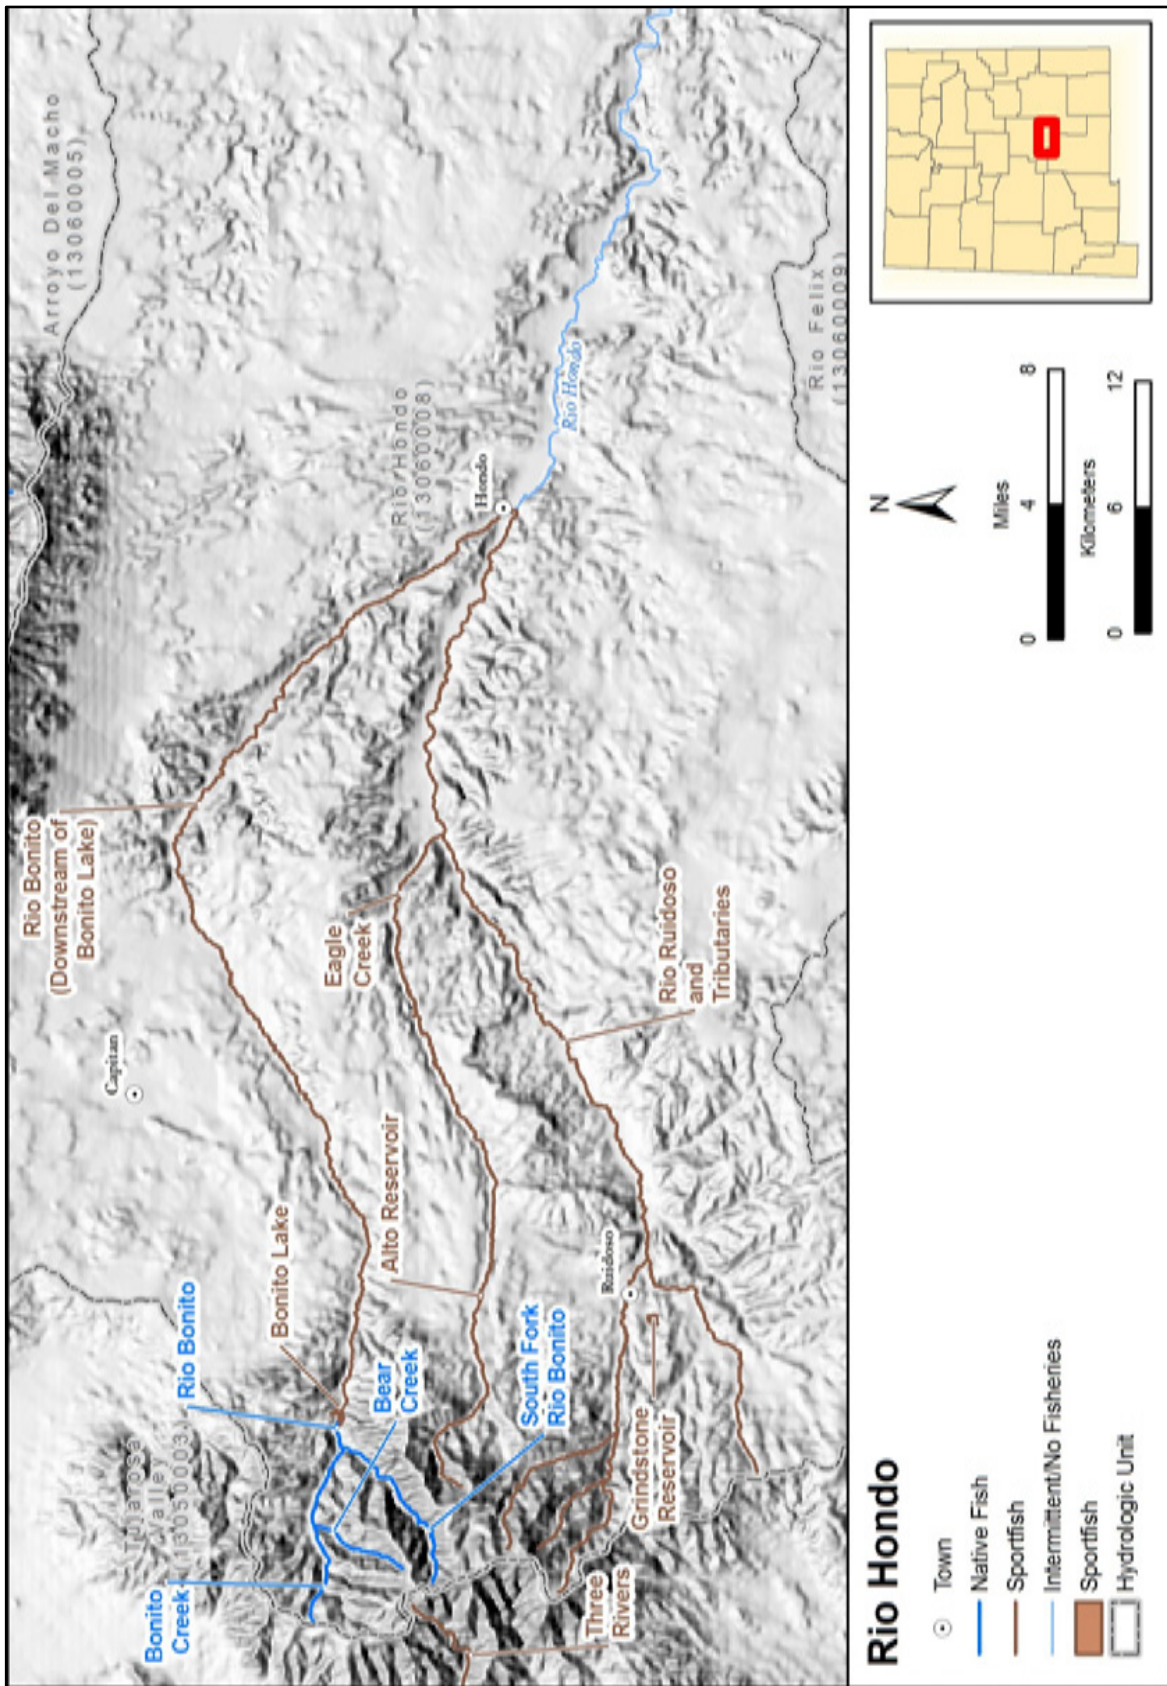 Arroyo Del Macho
(13060005)
Rio Bonito
(Downstream of
Bonito Lake)
Capitan
Rio Hondo
(13060008)
Hondo
Rio Hondo
Rio Felix
(13060009)
Eagle
Creek
Rio Ruidoso
and
Tributaries
Alto Reservoir
Ruidoso
Bonito Lake
Rio Bonito
Bear
Creek
South Fork
Rio Bonito
Grindstone
Reservoir
Tularosa
Valley
(13050003)
Bonito
Creek
Three
Rivers
Rio Hondo
Town
Native Fish
Sportfish
Intermittent/No Fisheries
Sportfish
Hydrologic Unit
N
Miles
0 4 8
Kilometers
0 6 12